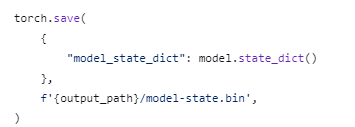 torch.save(
    {
        "model_state_dict": model.state_dict()
    },
    f'{output_path}/model-state.bin',
)